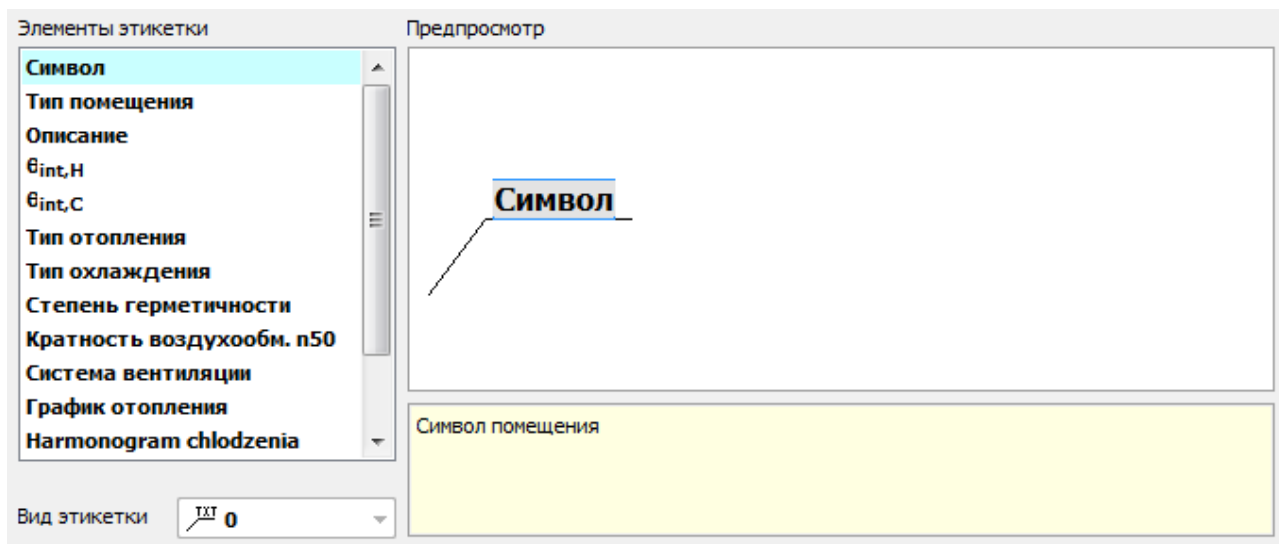 Элементы этикетки
Символ
Тип помещения
Описание
θint,H
θint,C
Тип отопления
Тип охлаждения
Степень герметичности
Кратность воздухообм. n50
Система вентиляции
График отопления
Harmonogram chlodzenia
Вид этикетки
TXT 0
Предпросмотр
Символ
Символ помещения